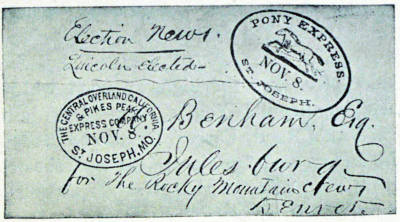 Election News.
Lincoln elected
PONY EXPRESS.
NOV. 8.
ST. JOSEPH.
THE CENTRAL OVERLAND CALIFORNIA
& PIKES PEAK
EXPRESS COMPANY
NOV. 8.
ST. JOSEPH, MO.
Benham, Esq.
Julesburg
for The Rocky Mountain News
Denver.